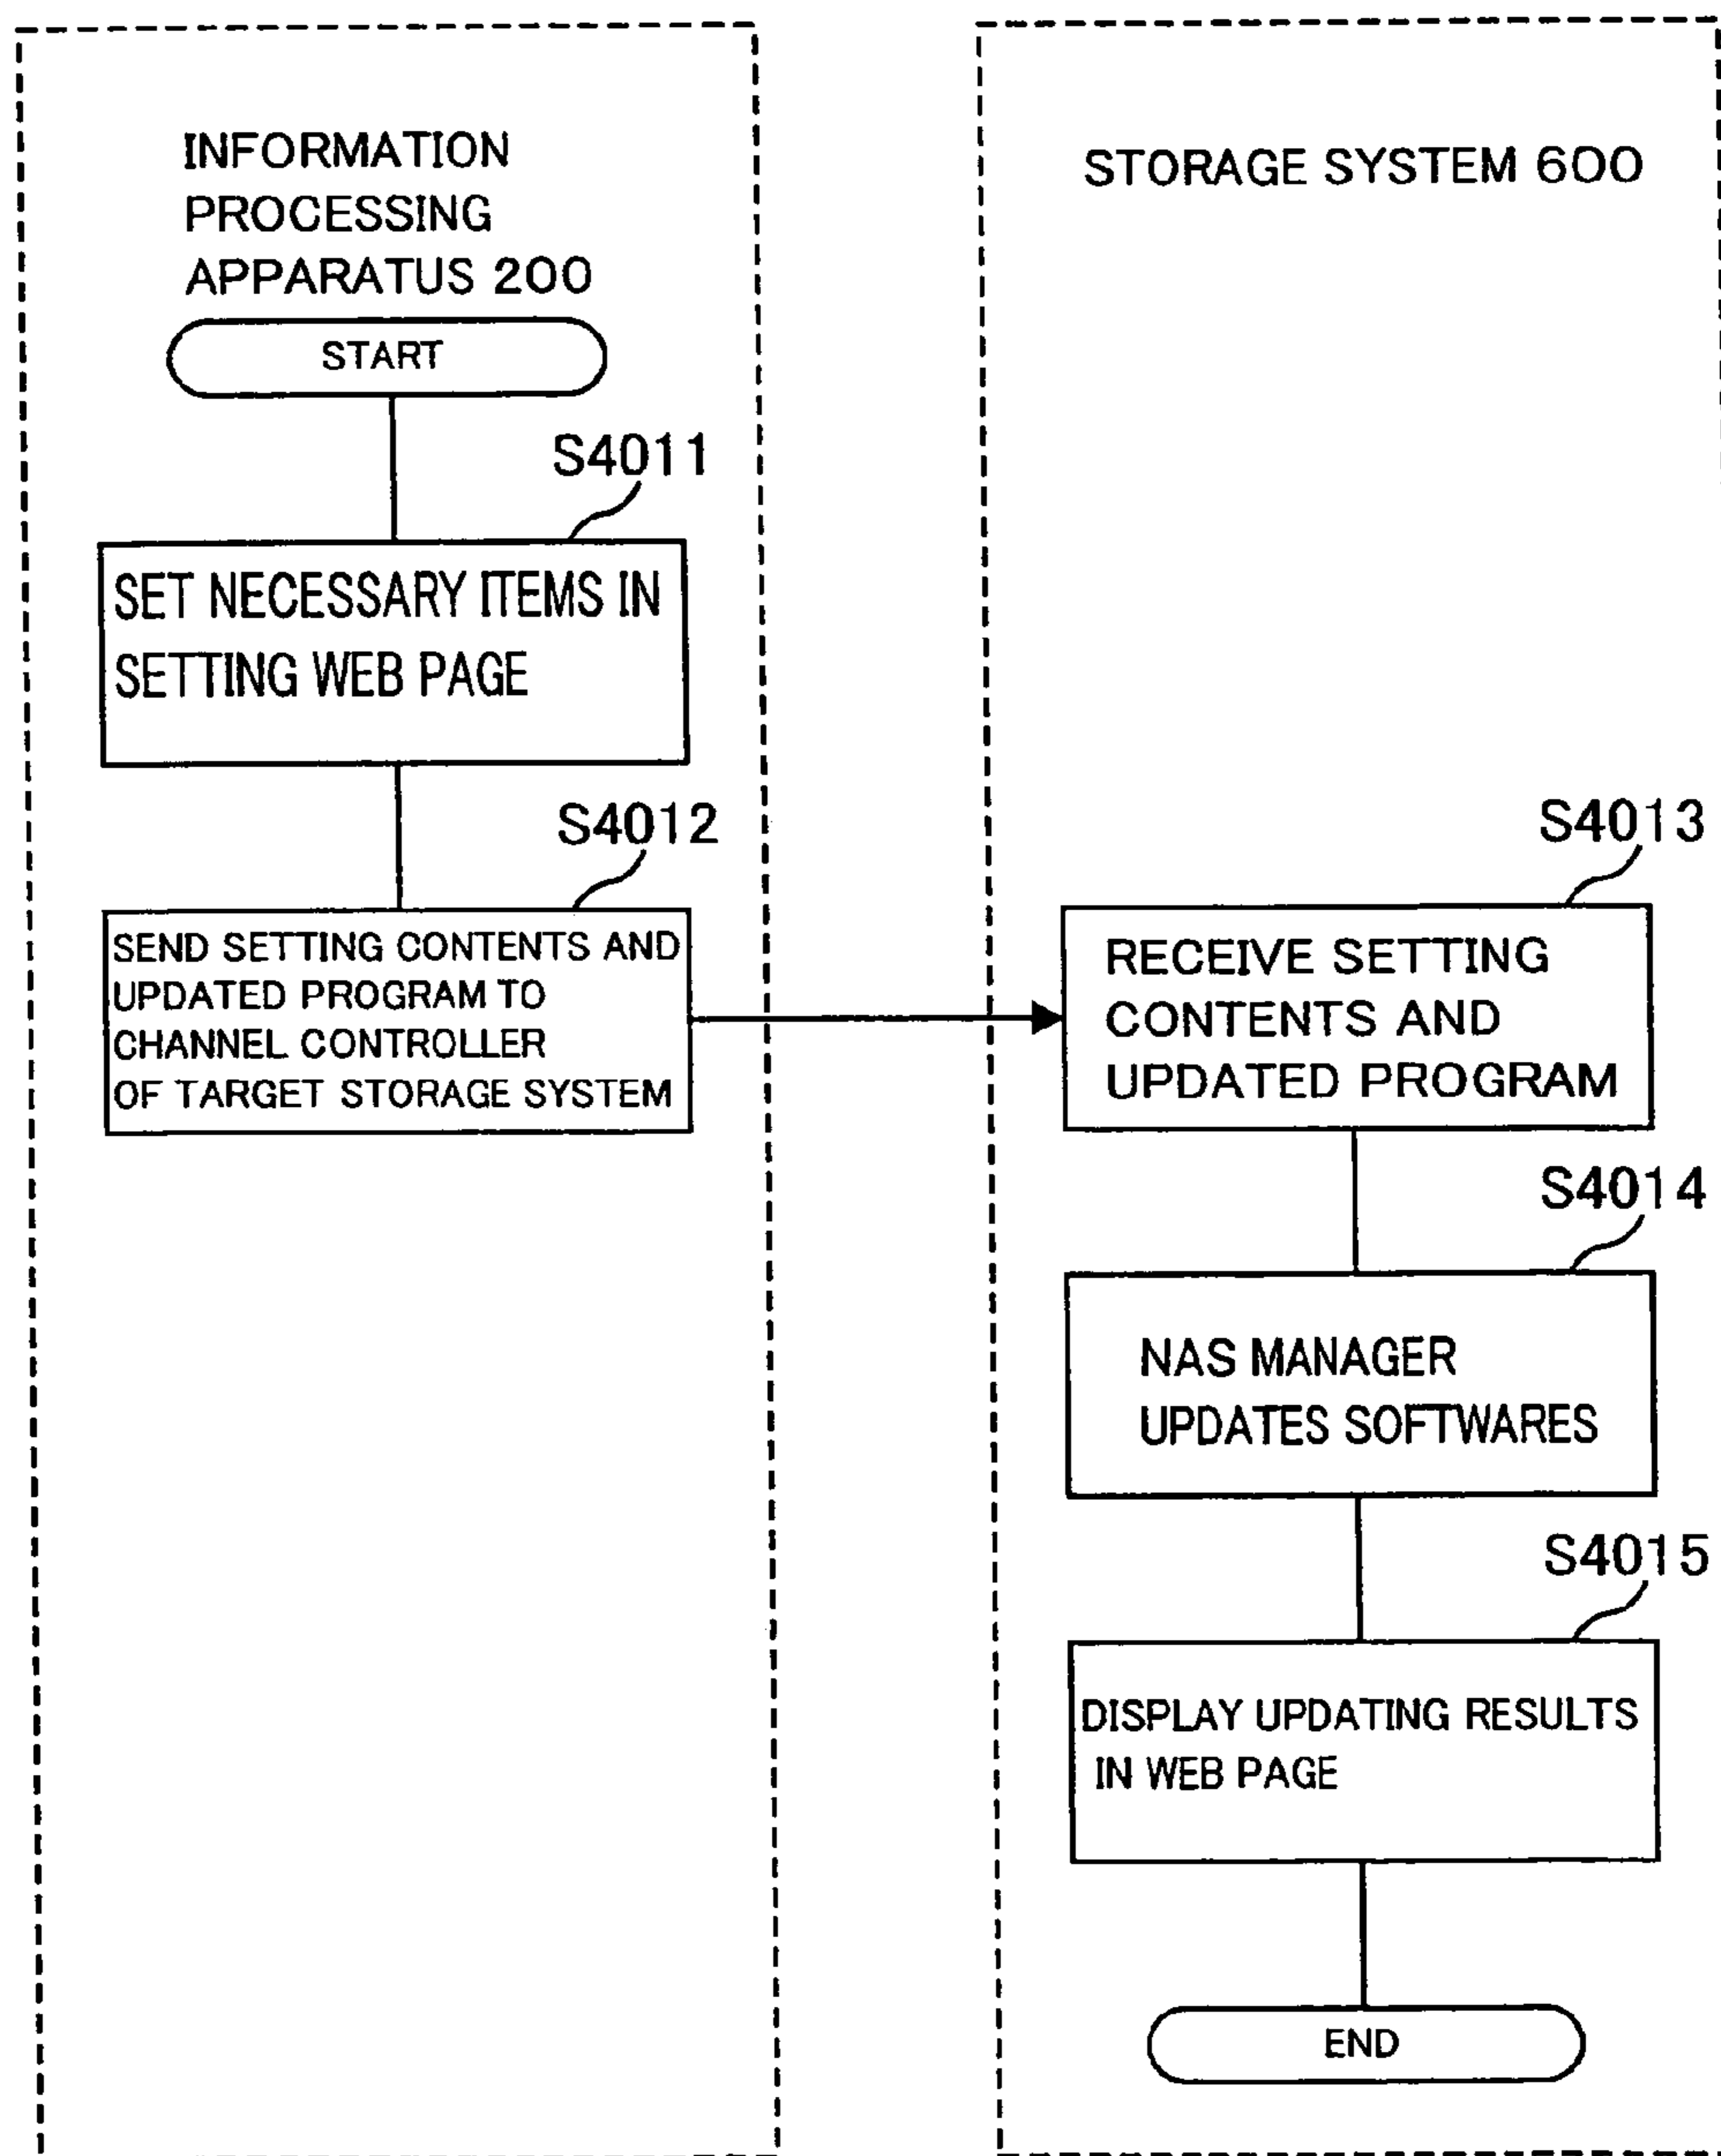 INFORMATION
PROCESSING
APPARATUS 200
START
S4011
SET NECESSARY ITEMS IN
SETTING WEB PAGE
S4012
SEND SETTING CONTENTS AND
UPDATED PROGRAM TO
CHANNEL CONTROLLER
OF TARGET STORAGE SYSTEM
STORAGE SYSTEM 600
S4013
RECEIVE SETTING
CONTENTS AND
UPDATED PROGRAM
S4014
NAS MANAGER
UPDATES SOFTWARES
S4015
DISPLAY UPDATING RESULTS
IN WEB PAGE
END